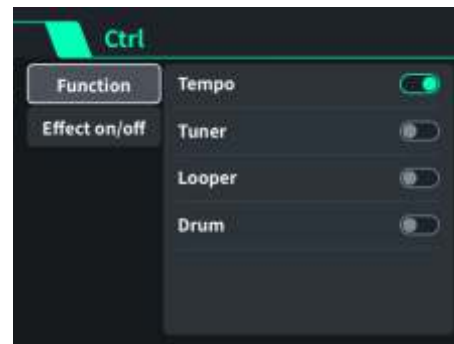 Ctrl
Function
Effect on/off
Tempo
Tuner
Looper
Drum